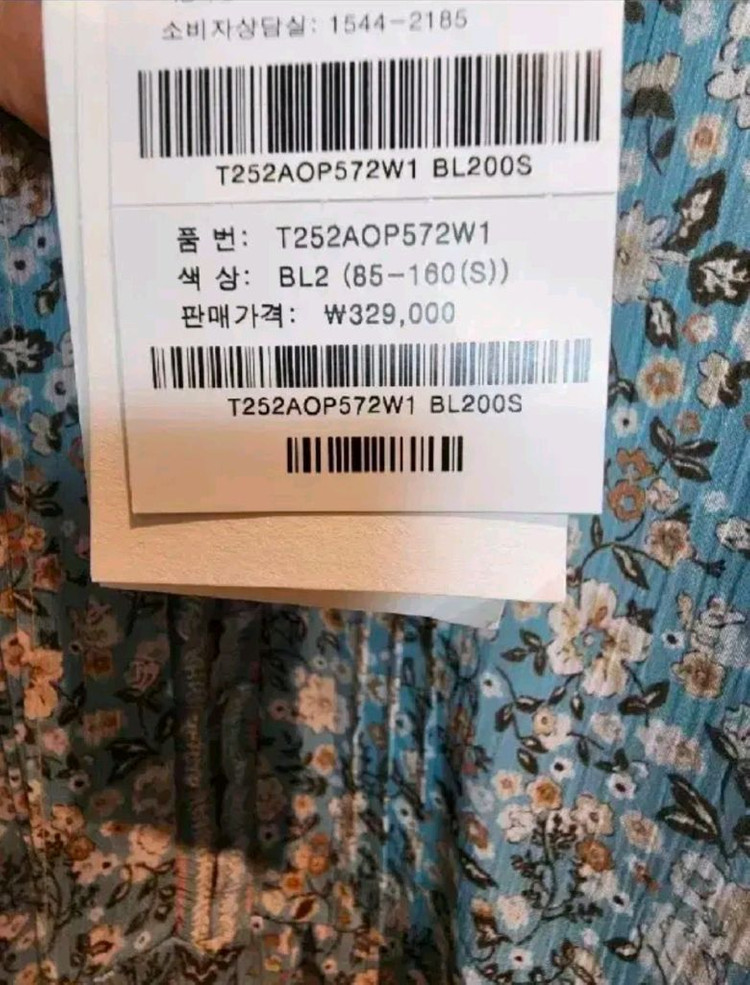 소비자상담실: 1544-2185
T252AOP572W1 BL200S
품 번: T252AOP572W1
색 상: BL2 (85-160(S))
판매가격: ₩329,000
T252AOP572W1 BL200S